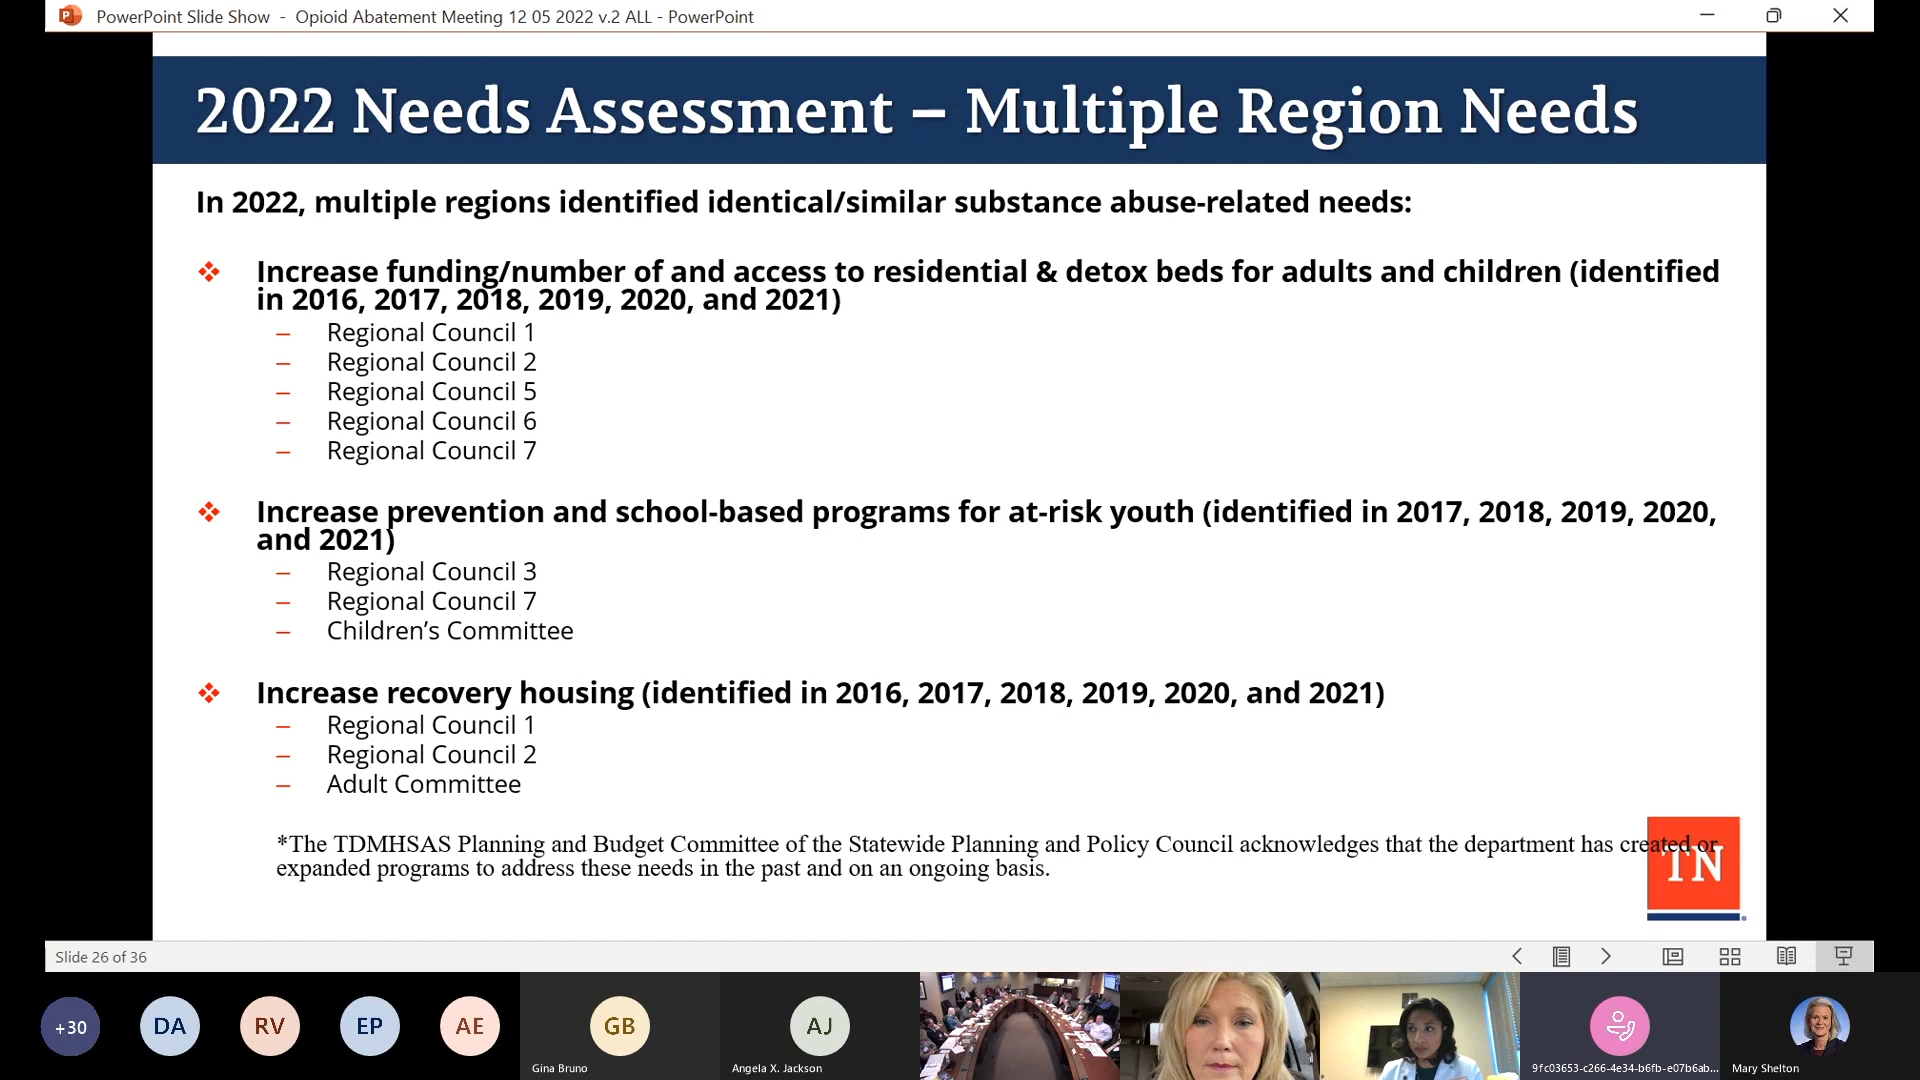 PowerPoint Slide Show - Opioid Abatement Meeting 12 05 2022 v.2 ALL - PowerPoint
2022 Needs Assessment – Multiple Region Needs
In 2022, multiple regions identified identical/similar substance abuse-related needs:
❖ Increase funding/number of and access to residential & detox beds for adults and children (identified
in 2016, 2017, 2018, 2019, 2020, and 2021)
– Regional Council 1
– Regional Council 2
– Regional Council 5
– Regional Council 6
– Regional Council 7
❖ Increase prevention and school-based programs for at-risk youth (identified in 2017, 2018, 2019, 2020,
and 2021)
– Regional Council 3
– Regional Council 7
– Children’s Committee
❖ Increase recovery housing (identified in 2016, 2017, 2018, 2019, 2020, and 2021)
– Regional Council 1
– Regional Council 2
– Adult Committee
*The TDMHSAS Planning and Budget Committee of the Statewide Planning and Policy Council acknowledges that the department has created or
expanded programs to address these needs in the past and on an ongoing basis.
TN
Slide 26 of 36
+30
DA
RV
EP
AE
GB
AJ
Gina Bruno
Angela X. Jackson
9fc03653-c266-4e34-b6fb-e07b6ab...
Mary Shelton